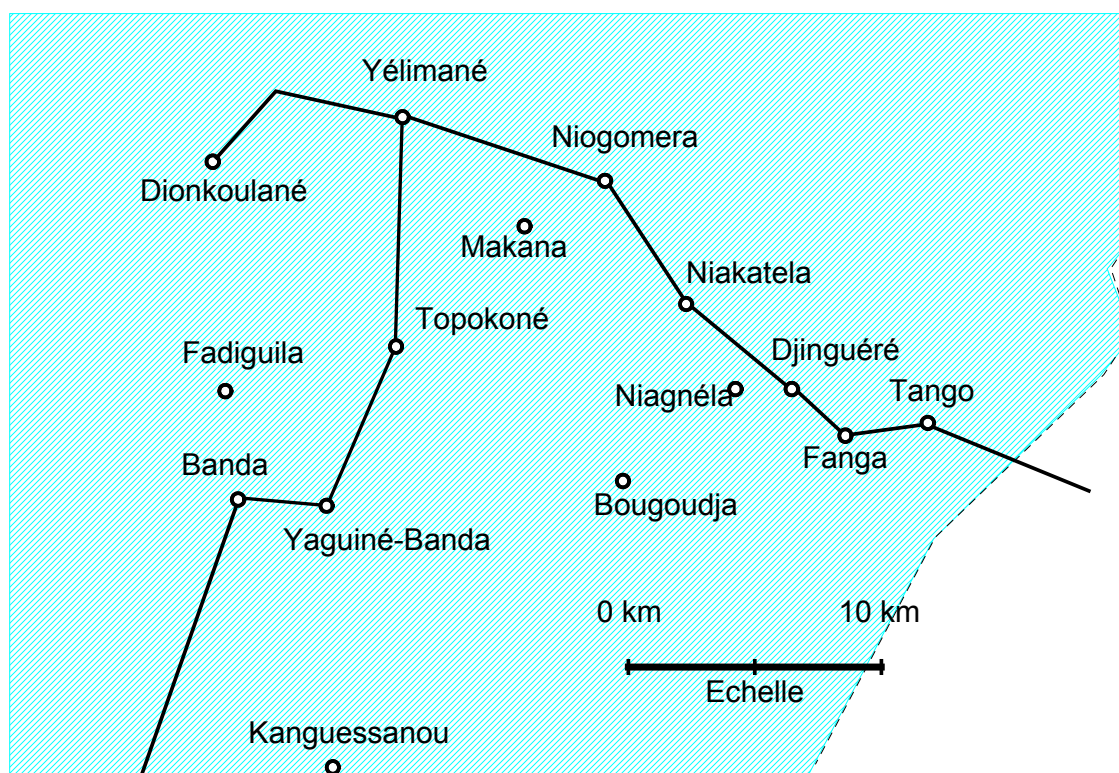 Yélimané
Niogomera
Dionkoulané
Makana
Niakatela
Topokoné
Fadiguila
Djinguéré
Niagnéla
Tango
Fanga
Banda
Bougoudja
Yaguiné-Banda
0 km
10 km
Echelle
Kanguessanou